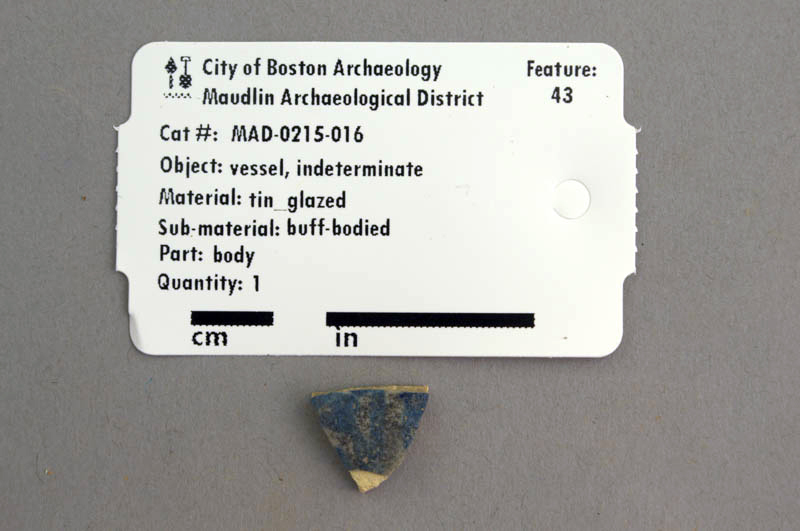 City of Boston Archaeology
Maudlin Archaeological District
Feature:
43
Cat #: MAD-0215-016
Object: vessel, indeterminate
Material: tin_glazed
Sub-material: buff-bodied
Part: body
Quantity: 1
cm
in